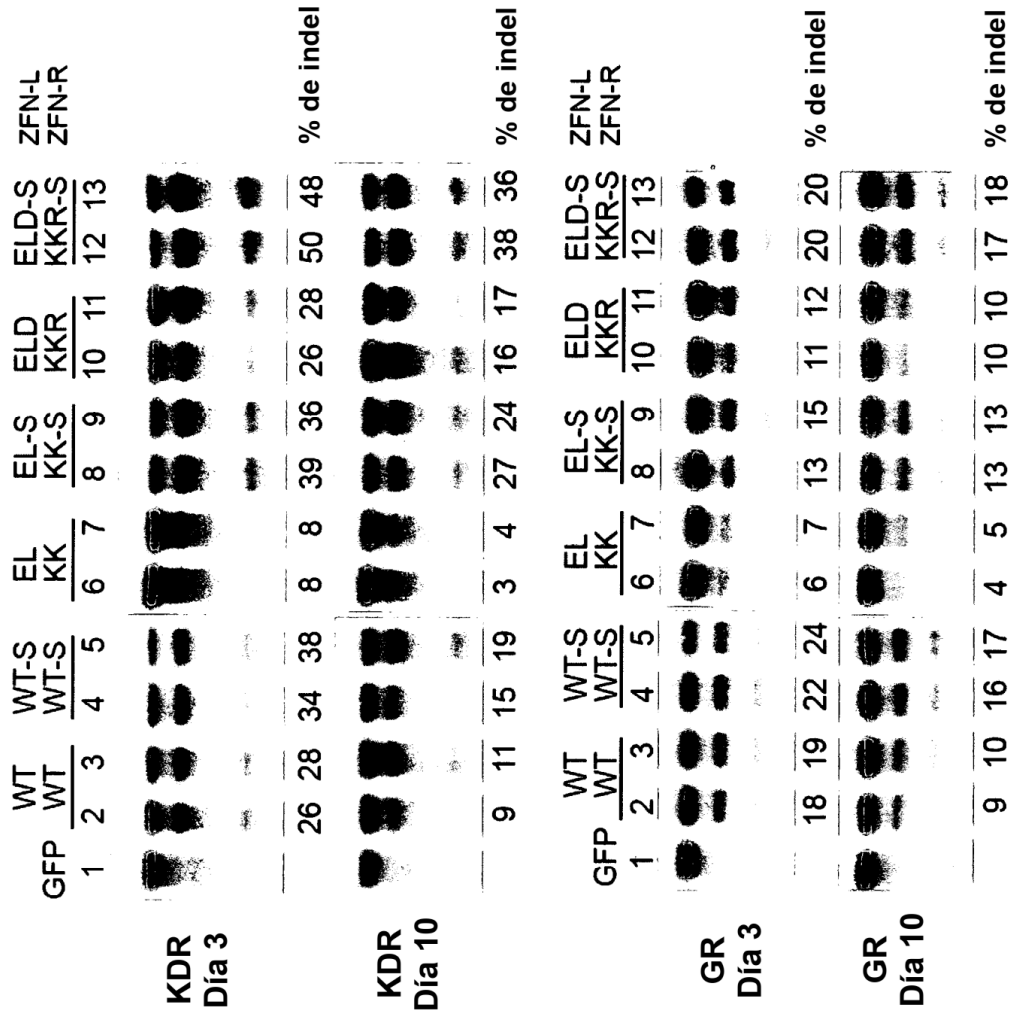 GFP WT WT-S EL EL-S ELD ELD-S ZFN-L
WT WT-S KK KK-S KKR KKR-S ZFN-R
1 2 3 4 5 6 7 8 9 10 11 12 13
KDR
Día 3
26 28 34 38 8 8 39 36 26 28 50 48 % de indel
KDR
Día 10
9 11 15 19 3 4 27 24 16 17 38 36 % de indel
GFP WT WT-S EL EL-S ELD ELD-S ZFN-L
WT WT-S KK KK-S KKR KKR-S ZFN-R
1 2 3 4 5 6 7 8 9 10 11 12 13
GR
Día 3
18 19 22 24 6 7 13 15 11 12 20 20 % de indel
GR
Día 10
9 10 16 17 4 5 13 13 10 10 17 18 % de indel